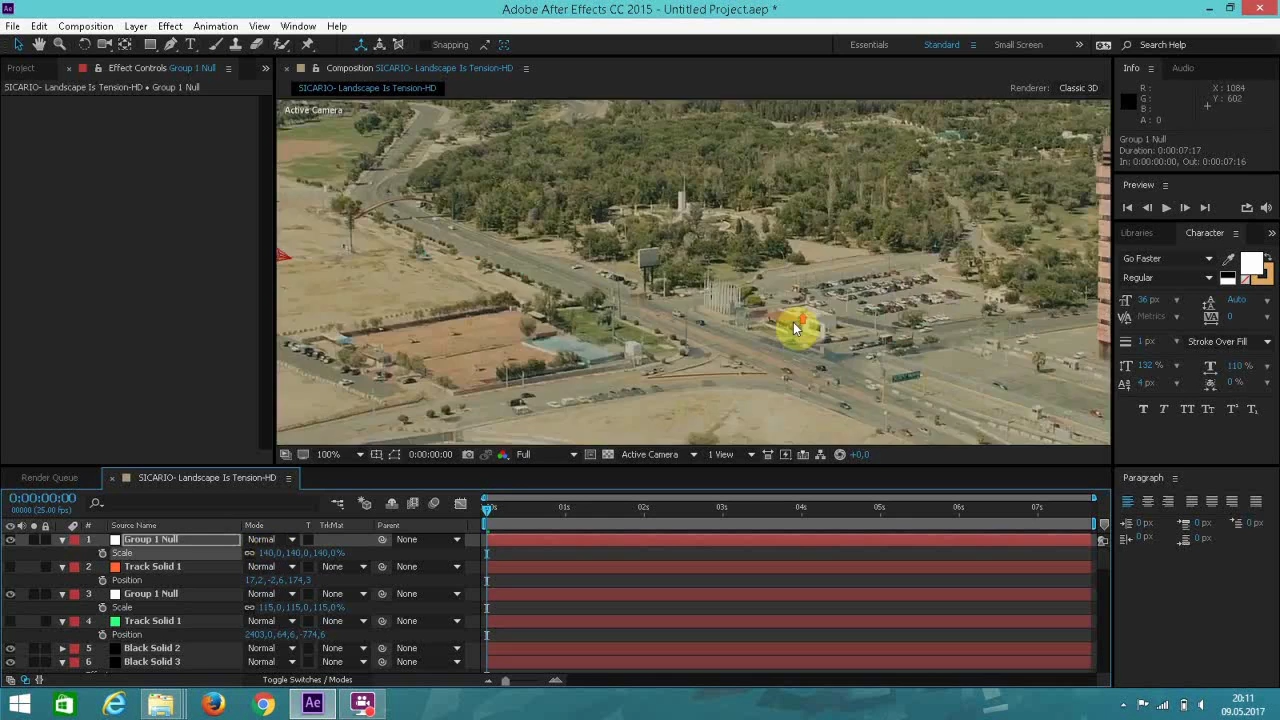 Adobe After Effects CC 2015 - Untitled Project.aep *
File Edit Composition Layer Effect Animation View Window Help
Snapping Essentials Standard Small Screen Search Help
Project Effect Controls Group 1 Null Composition SICARIO- Landscape Is Tension-HD Info Audio
SICARIO- Landscape Is Tension-HD • Group 1 Null SICARIO- Landscape Is Tension-HD Renderer: Classic 3D
Active Camera
R: X: 1084
G: Y: 602
B:
A: 0
Group 1 Null
Duration: 0:00:07:17
In: 0:00:00:00, Out: 0:00:07:16
Preview
Libraries Character
Go Faster
Regular
36 px Auto
Metrics 0
1 px Stroke Over Fill
132 % 110 %
4 px 0 %
T T TT Tt T¹ T₁
100% 0:00:00:00 Full Active Camera 1 View +0,0
Render Queue SICARIO- Landscape Is Tension-HD Paragraph
0:00:00:00
00000 (25.00 fps)
00s 01s 02s 03s 04s 05s 06s 07s
# Source Name Mode T TrkMat Parent
1 Group 1 Null Normal None
Scale 140,0,140,0,140,0%
2 Track Solid 1 Normal None None
Position 17,2,-2,6,174,3
3 Group 1 Null Normal None None
Scale 115,0,115,0,115,0%
4 Track Solid 1 Normal None None
Position 2403,0,64,6,-774,6
5 Black Solid 2 Normal None None
6 Black Solid 3 Normal None None
Toggle Switches / Modes
0 px 0 px 0 px
0 px 0 px
Ae
20:11
09.05.2017